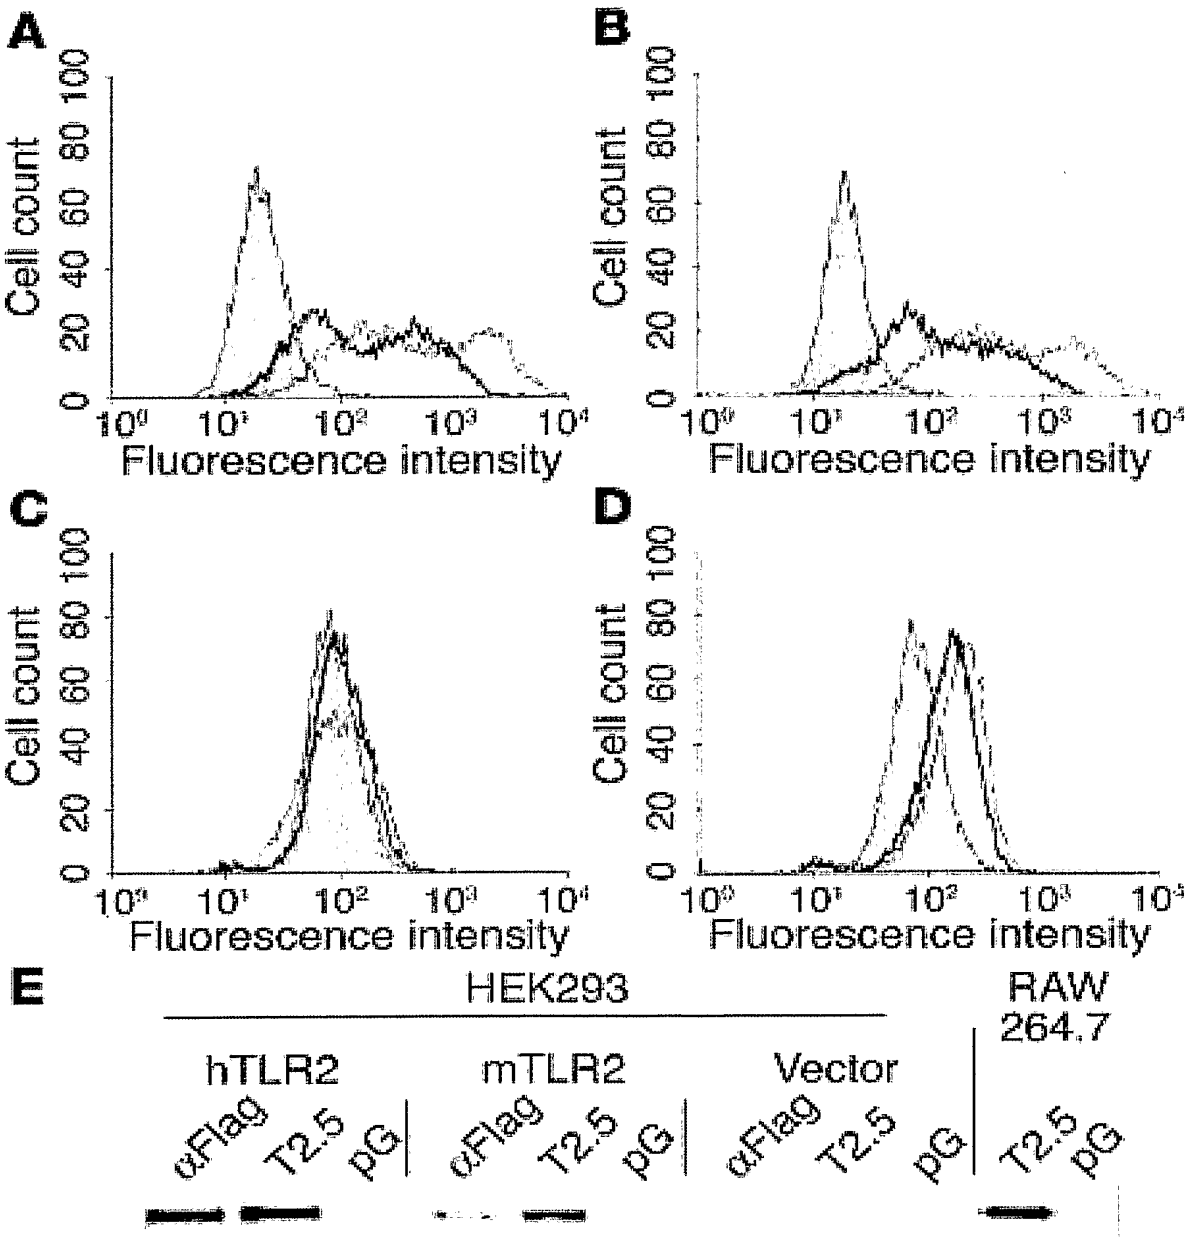 A
B
Cell count
0 20 40 60 80 100
10⁰ 10¹ 10² 10³ 10⁴
Fluorescence intensity
Cell count
0 20 40 60 80 100
10⁰ 10¹ 10² 10³
Fluorescence intensity
C
D
Cell count
0 20 40 60 80 100
10¹ 10² 10³ 10⁴
Fluorescence intensity
Cell count
0 20 40 60 80 100
10⁰ 10¹ 10² 10³
Fluorescence intensity
E
HEK293
RAW
264.7
hTLR2
mTLR2
Vector
αFlag T2.5 pG
αFlag T2.5 pG
αFlag T2.5 pG
T2.5 pG